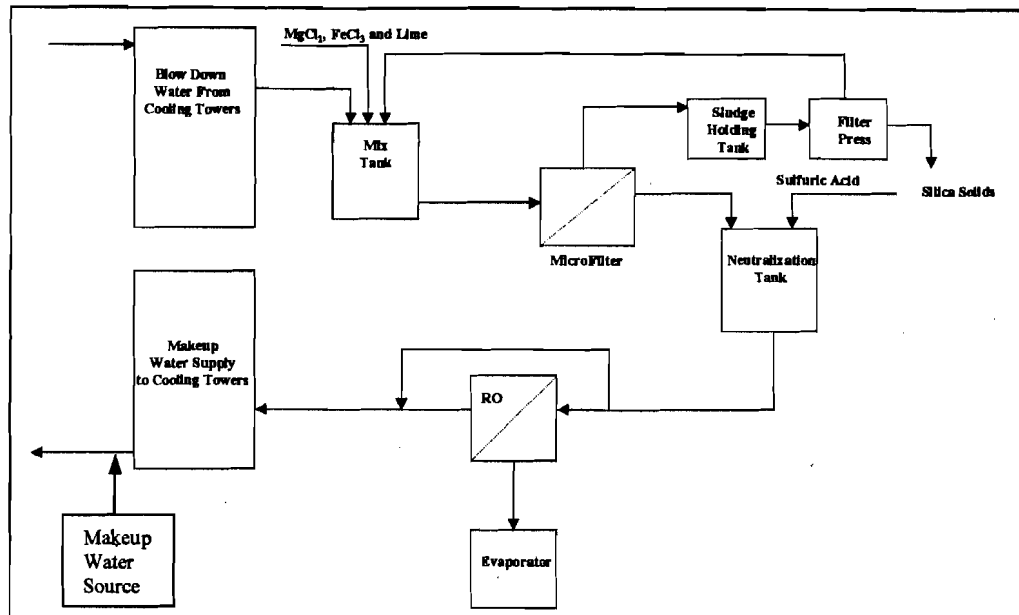 MgCl₂, FeCl₃ and Lime
Blow Down
Water From
Cooling Towers
Mix
Tank
Sludge
Holding
Tank
Filter
Press
Sulfuric Acid
Silica Solids
MicroFilter
Neutralization
Tank
Makeup
Water Supply
to Cooling Towers
RO
Evaporator
Makeup
Water
Source